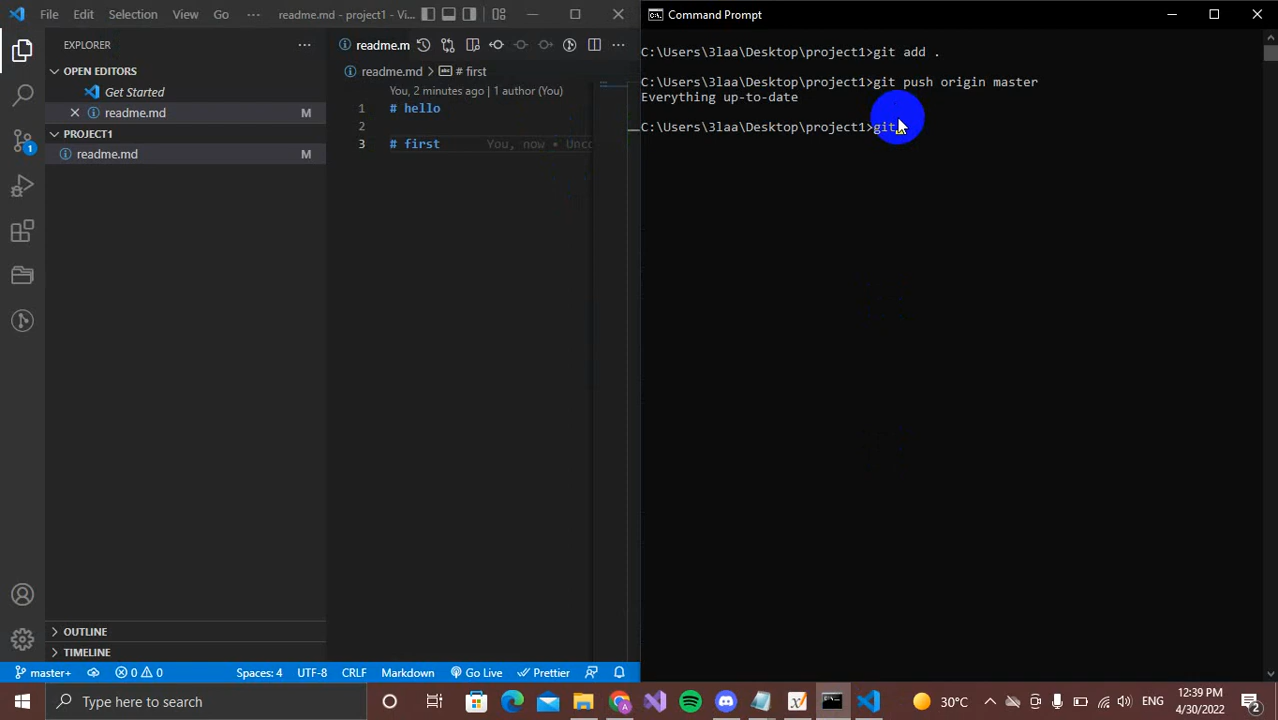 File Edit Selection View Go ··· readme.md - project1 - Vi...
EXPLORER
OPEN EDITORS
Get Started
readme.md M
PROJECT1
readme.md M
OUTLINE
TIMELINE
readme.m
readme.md > # first
You, 2 minutes ago | 1 author (You)
1 # hello
2
3 # first You, now • Unco
1
master+ 0 0 Spaces: 4 UTF-8 CRLF Markdown Go Live Prettier
Command Prompt
C:\Users\3laa\Desktop\project1>git add .
C:\Users\3laa\Desktop\project1>git push origin master
Everything up-to-date
C:\Users\3laa\Desktop\project1>git
Type here to search
30°C
ENG
12:39 PM
4/30/2022
2